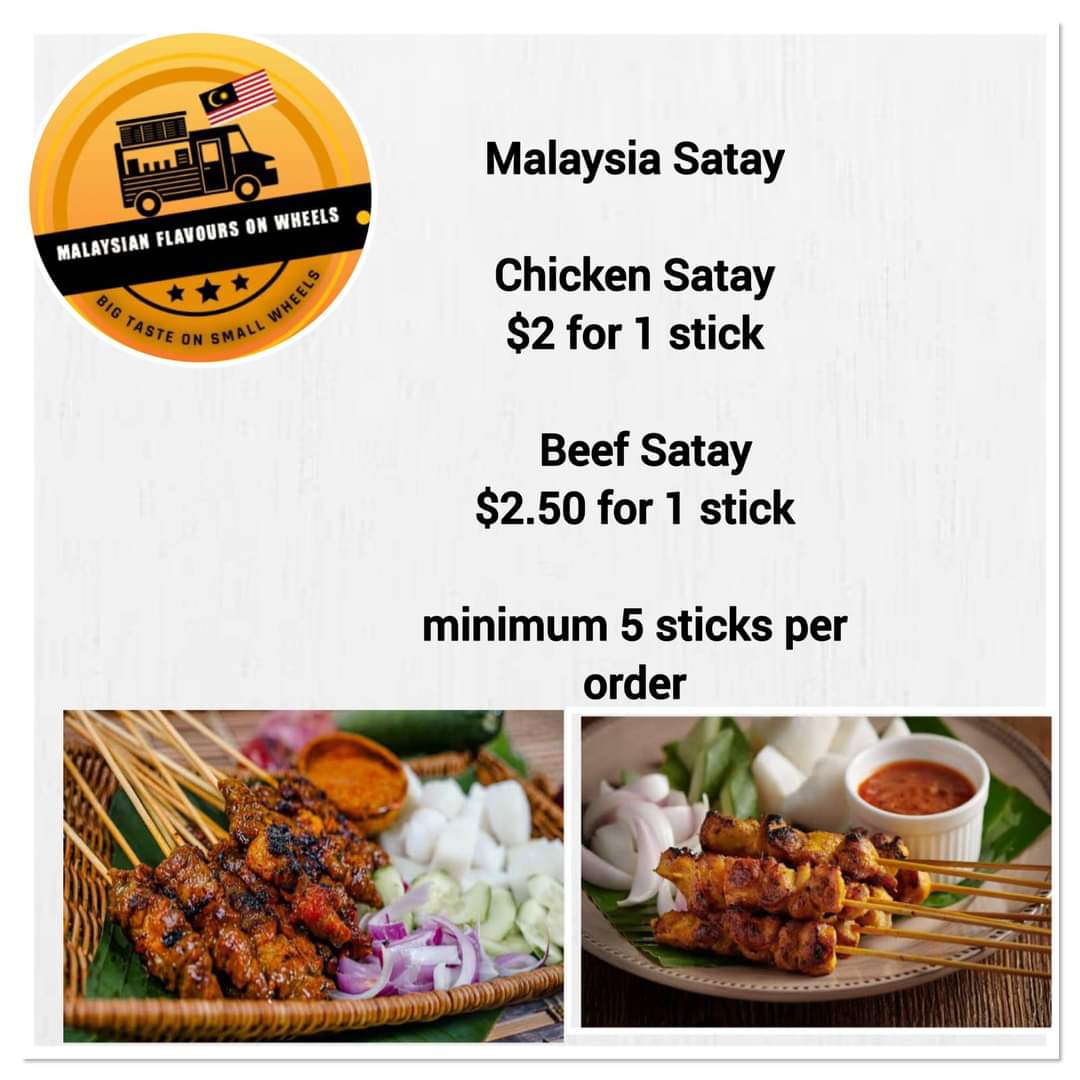 MALAYSIAN FLAVOURS ON WHEELS
BIG TASTE ON SMALL WHEELS
Malaysia Satay
Chicken Satay
$2 for 1 stick
Beef Satay
$2.50 for 1 stick
minimum 5 sticks per
order